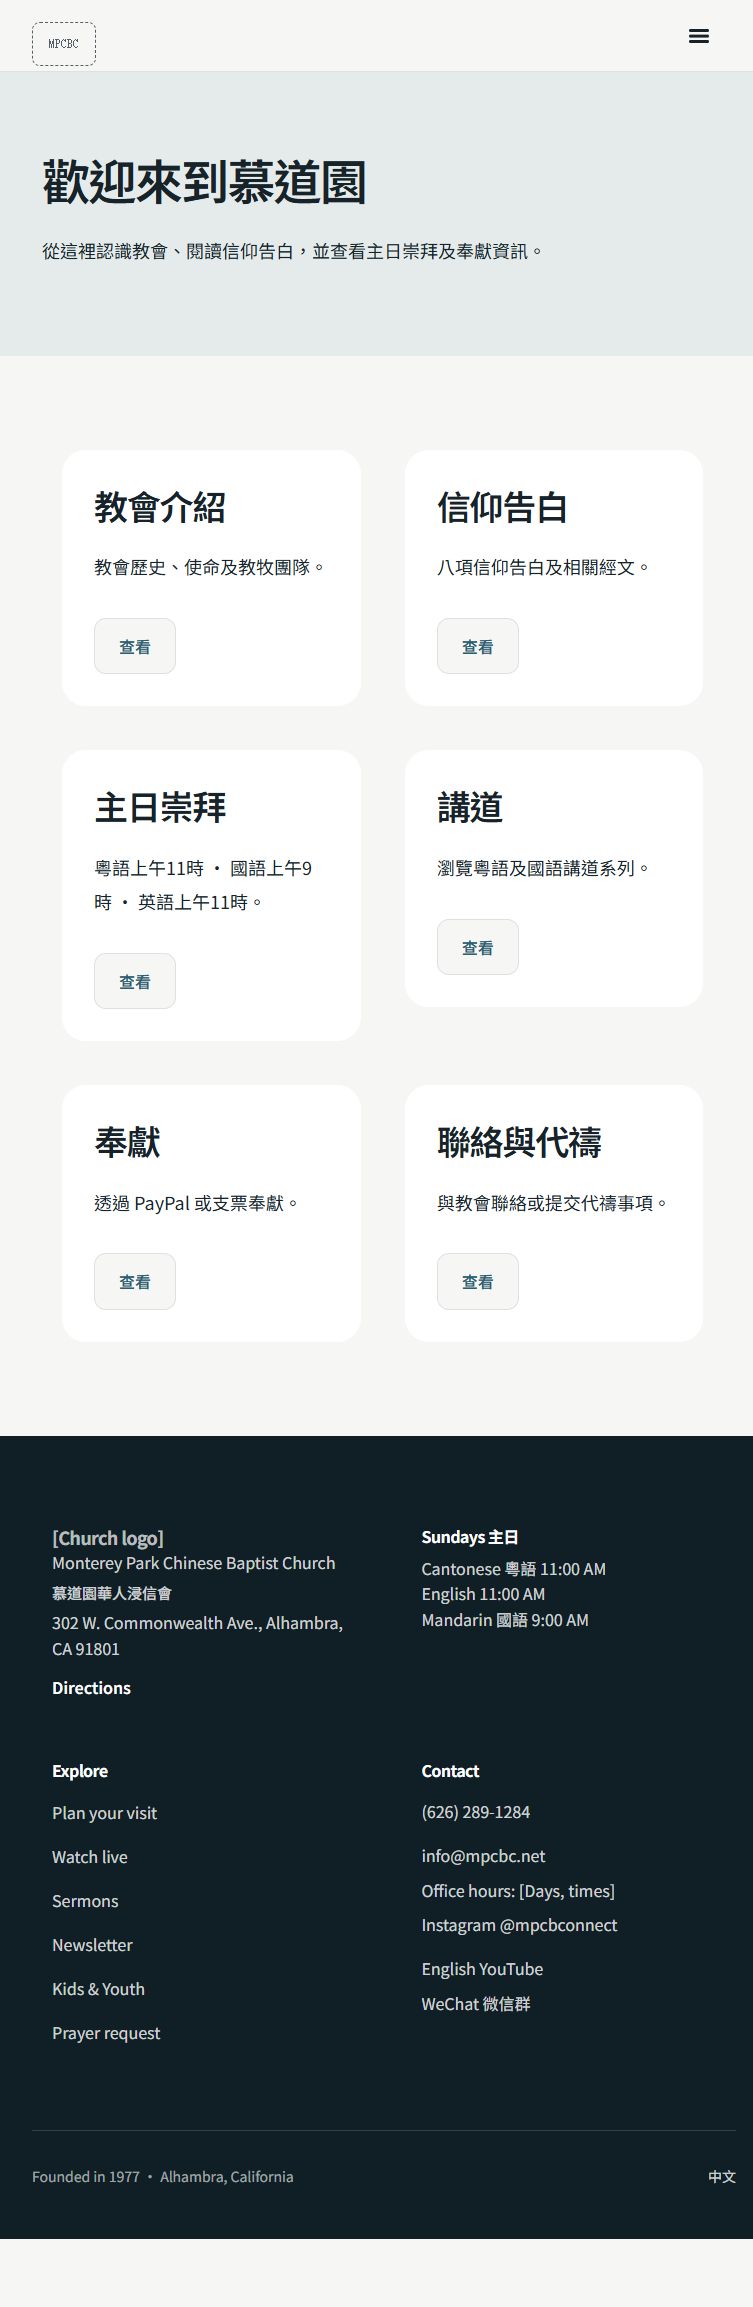 MPCBC
歡迎來到慕道園
從這裡認識教會、閱讀信仰告白，並查看主日崇拜及奉獻資訊。
教會介紹
教會歷史、使命及教牧團隊。
查看
信仰告白
八項信仰告白及相關經文。
查看
主日崇拜
粵語上午11時 · 國語上午9
時 · 英語上午11時。
查看
講道
瀏覽粵語及國語講道系列。
查看
奉獻
透過 PayPal 或支票奉獻。
查看
聯絡與代禱
與教會聯絡或提交代禱事項。
查看
[Church logo]
Monterey Park Chinese Baptist Church
慕道園華人浸信會
302 W. Commonwealth Ave., Alhambra,
CA 91801
Directions
Sundays 主日
Cantonese 粵語 11:00 AM
English 11:00 AM
Mandarin 國語 9:00 AM
Explore
Plan your visit
Watch live
Sermons
Newsletter
Kids & Youth
Prayer request
Contact
(626) 289-1284
info@mpcbc.net
Office hours: [Days, times]
Instagram @mpcbconnect
English YouTube
WeChat 微信群
Founded in 1977 · Alhambra, California
中文